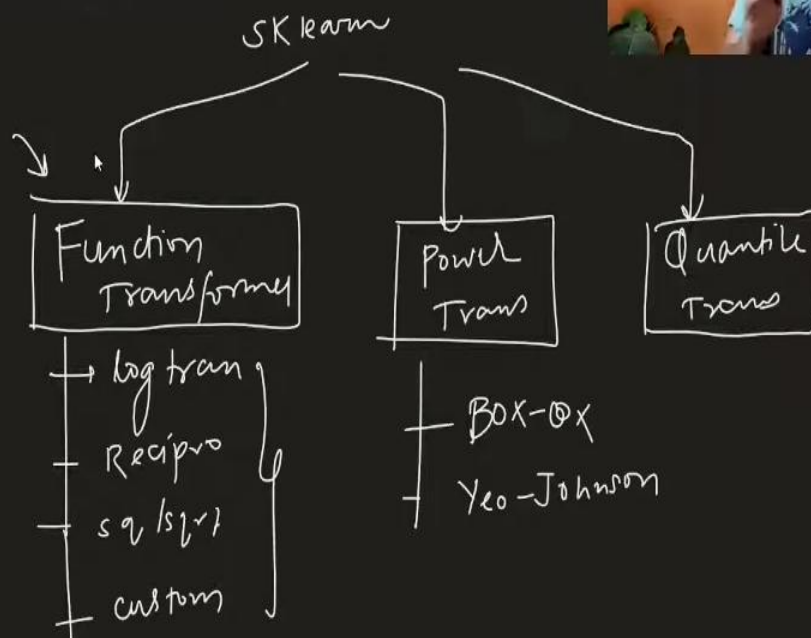 SKlearn
Function
Transformer
Power
Trans
Quantile
Trans
log tran
Recipro
sq/sqrt
custom
Box-Cox
Yeo-Johnson